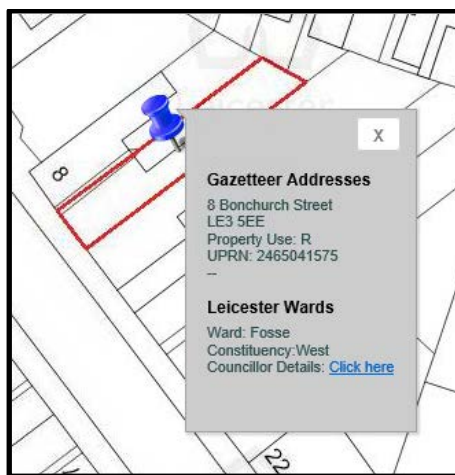 Leicester
8
X
Gazetteer Addresses
8 Bonchurch Street
LE3 5EE
Property Use: R
UPRN: 2465041575
--
Leicester Wards
Ward: Fosse
Constituency:West
Councillor Details: Click here
22